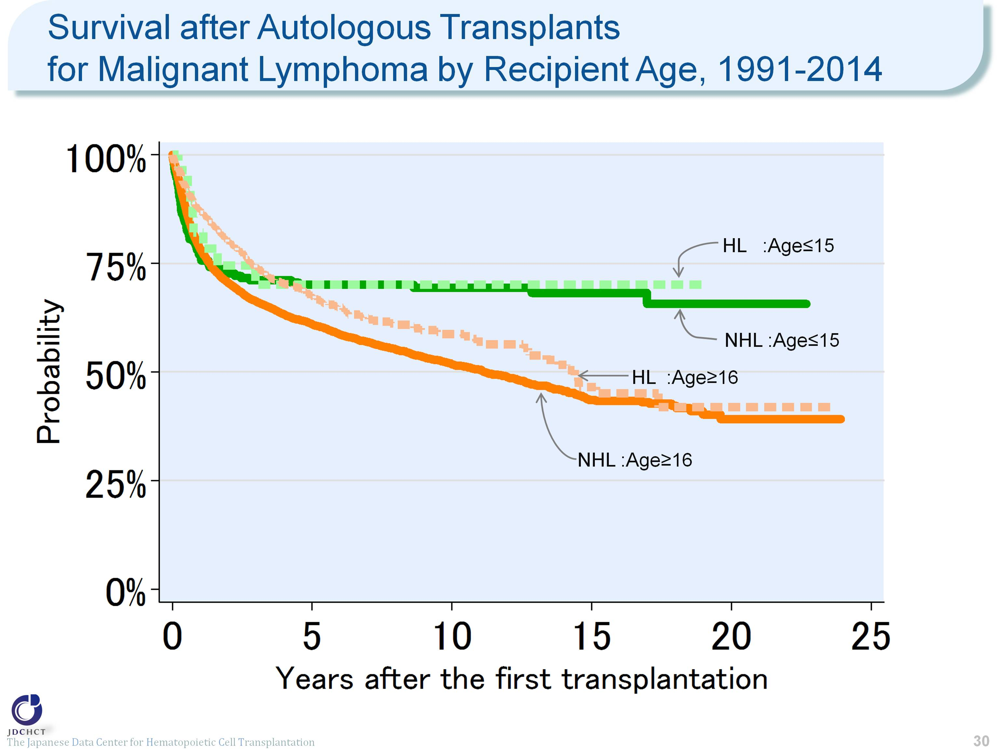 Survival after Autologous Transplants
for Malignant Lymphoma by Recipient Age, 1991-2014
100%
75%
50%
25%
0%
Probability
HL :Age≤15
NHL :Age≤15
HL :Age≥16
NHL :Age≥16
0 5 10 15 20 25
Years after the first transplantation
JDCHCT
The Japanese Data Center for Hematopoietic Cell Transplantation
30